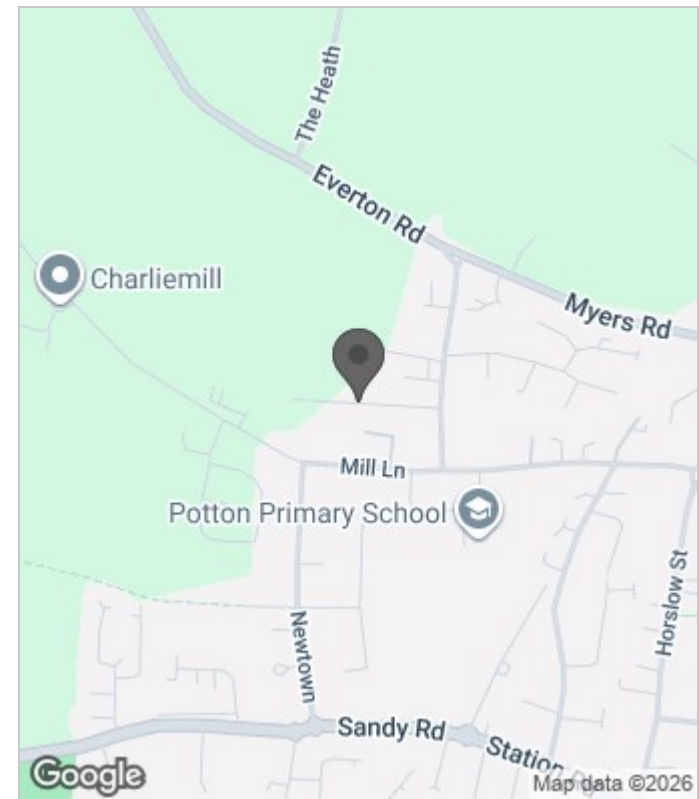 The Heath
Everton Rd
Charliemill
Myers Rd
Mill Ln
Potton Primary School
Horslow St
Newtown
Sandy Rd
Station
Google
Map data ©2026